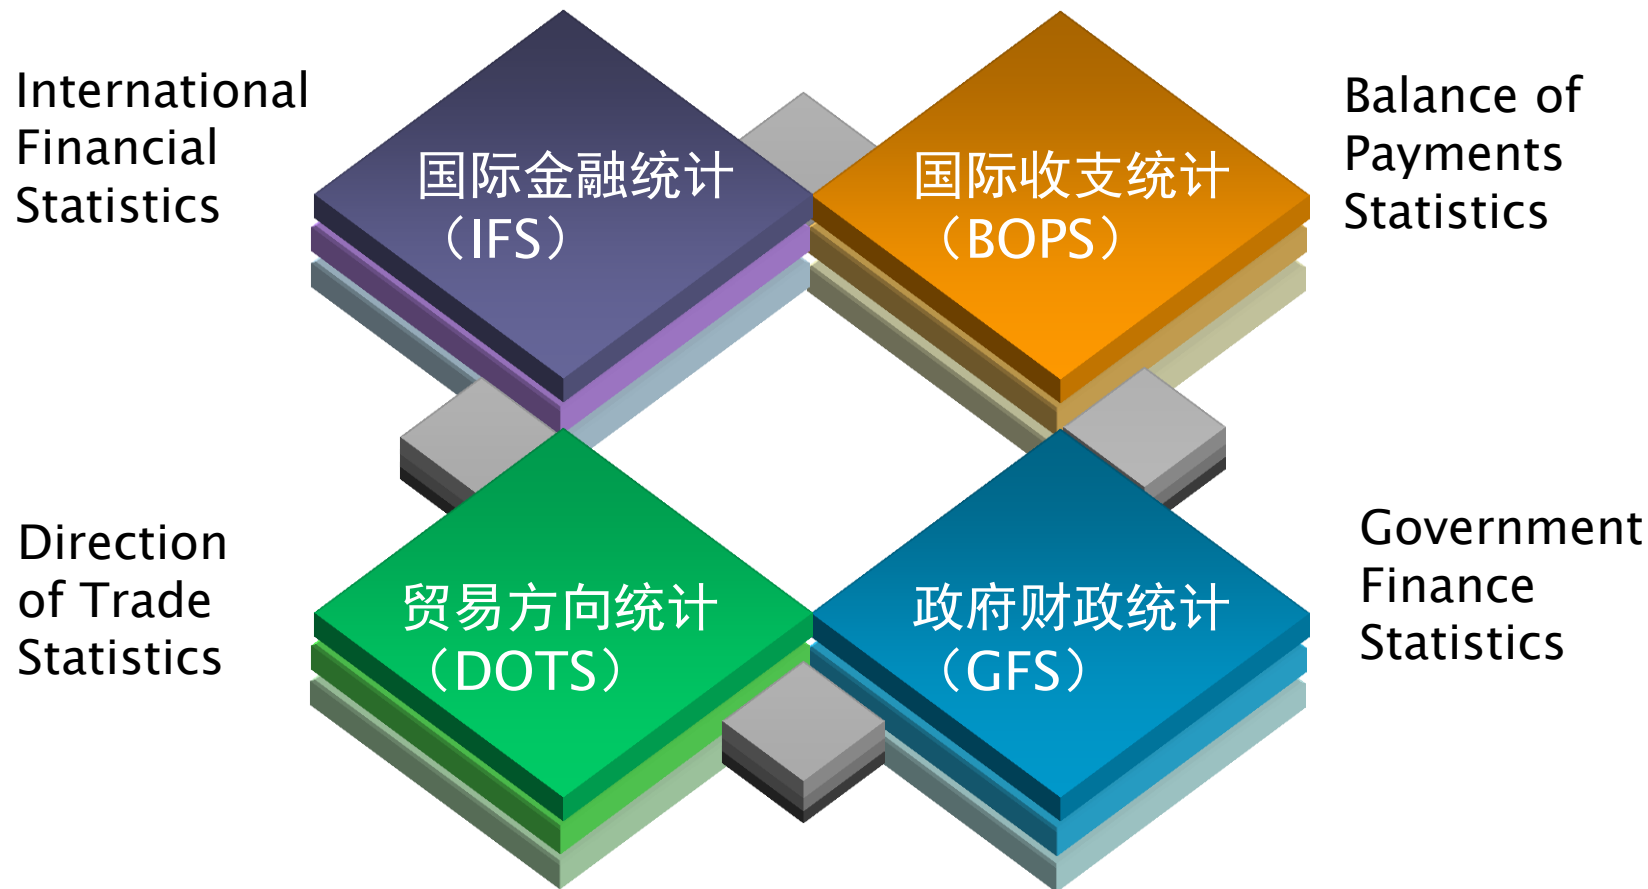 International
Financial
Statistics
国际金融统计
（IFS）
国际收支统计
（BOPS）
Balance of
Payments
Statistics
Direction
of Trade
Statistics
贸易方向统计
（DOTS）
政府财政统计
（GFS）
Government
Finance
Statistics